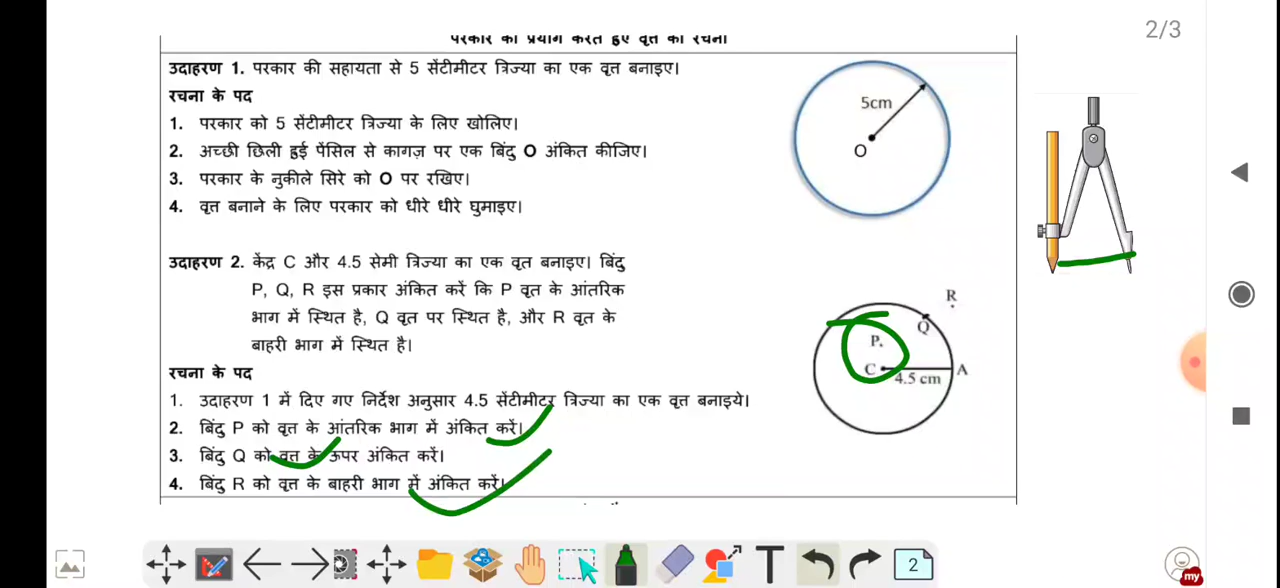 2/3
परकार का प्रयोग करते हुए वृत्त की रचना
उदाहरण 1. परकार की सहायता से 5 सेंटीमीटर त्रिज्या का एक वृत्त बनाइए।
रचना के पद
1. परकार को 5 सेंटीमीटर त्रिज्या के लिए खोलिए।
2. अच्छी छिली हुई पेंसिल से कागज़ पर एक बिंदु O अंकित कीजिए।
3. परकार के नुकीले सिरे को O पर रखिए।
4. वृत्त बनाने के लिए परकार को धीरे धीरे घुमाइए।
5cm
O
उदाहरण 2. केंद्र C और 4.5 सेमी त्रिज्या का एक वृत बनाइए। बिंदु
P, Q, R इस प्रकार अंकित करें कि P वृत के आंतरिक
भाग में स्थित है, Q वृत पर स्थित है, और R वृत के
बाहरी भाग में स्थित है।
R
Q
P
C
A
4.5 cm
रचना के पद
1. उदाहरण 1 में दिए गए निर्देश अनुसार 4.5 सेंटीमीटर त्रिज्या का एक वृत्त बनाइये।
2. बिंदु P को वृत्त के आंतरिक भाग में अंकित करें।
3. बिंदु Q को वृत्त के ऊपर अंकित करें।
4. बिंदु R को वृत्त के बाहरी भाग में अंकित करें।
T
2
my